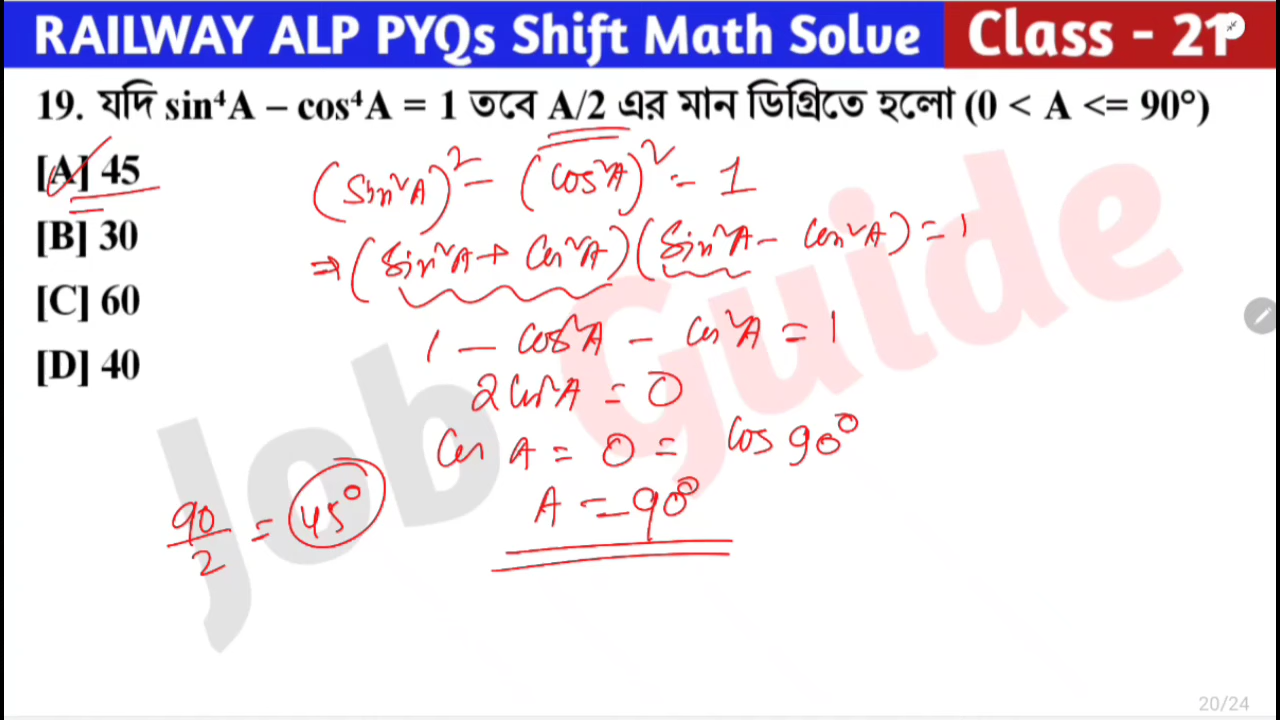 RAILWAY ALP PYQs Shift Math Solve Class - 21
19. যদি sin⁴A – cos⁴A = 1 তবে A/2 এর মান ডিগ্রিতে হলো (0 < A <= 90°)
[A] 45
[B] 30
[C] 60
[D] 40
(sin²A)² – (cos²A)² = 1
⇒ (sin²A + cos²A)(sin²A – cos²A) = 1
1 – cos²A – cos²A = 1
2cos²A = 0
cos A = 0 = cos 90°
A = 90°
90/2 = 45°
Job Guide
20/24